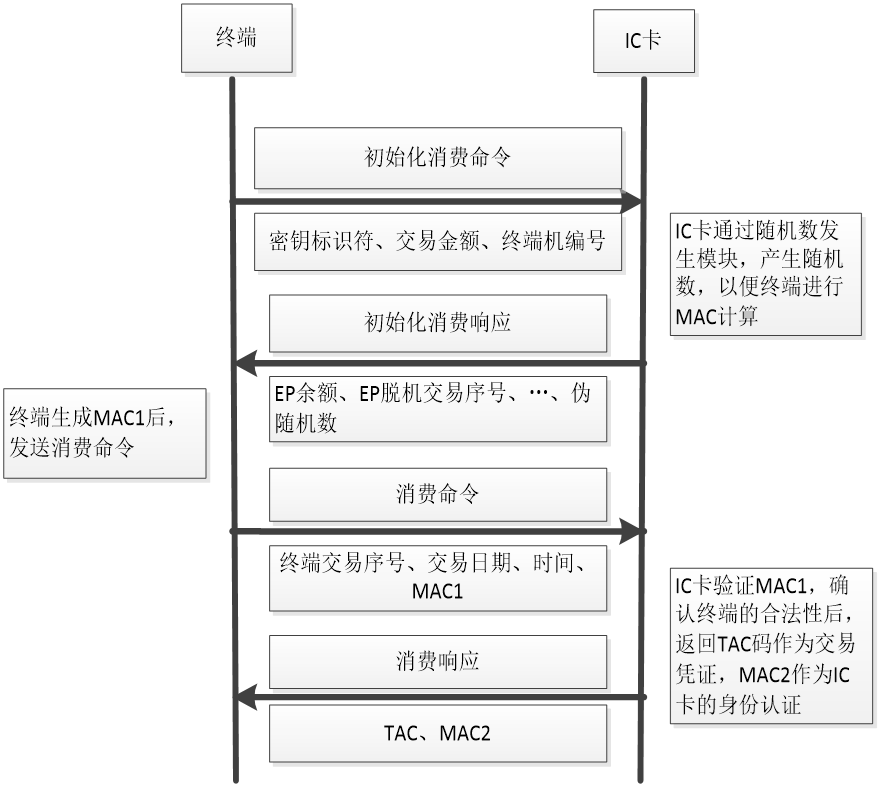 终端
IC卡
初始化消费命令
密钥标识符、交易金额、终端机编号
IC卡通过随机数发
生模块，产生随机
数，以便终端进行
MAC计算
初始化消费响应
EP余额、EP脱机交易序号、…、伪
随机数
终端生成MAC1后，
发送消费命令
消费命令
终端交易序号、交易日期、时间、
MAC1
IC卡验证MAC1，确
认终端的合法性后，
返回TAC码作为交易
凭证，MAC2作为IC
卡的身份认证
消费响应
TAC、MAC2